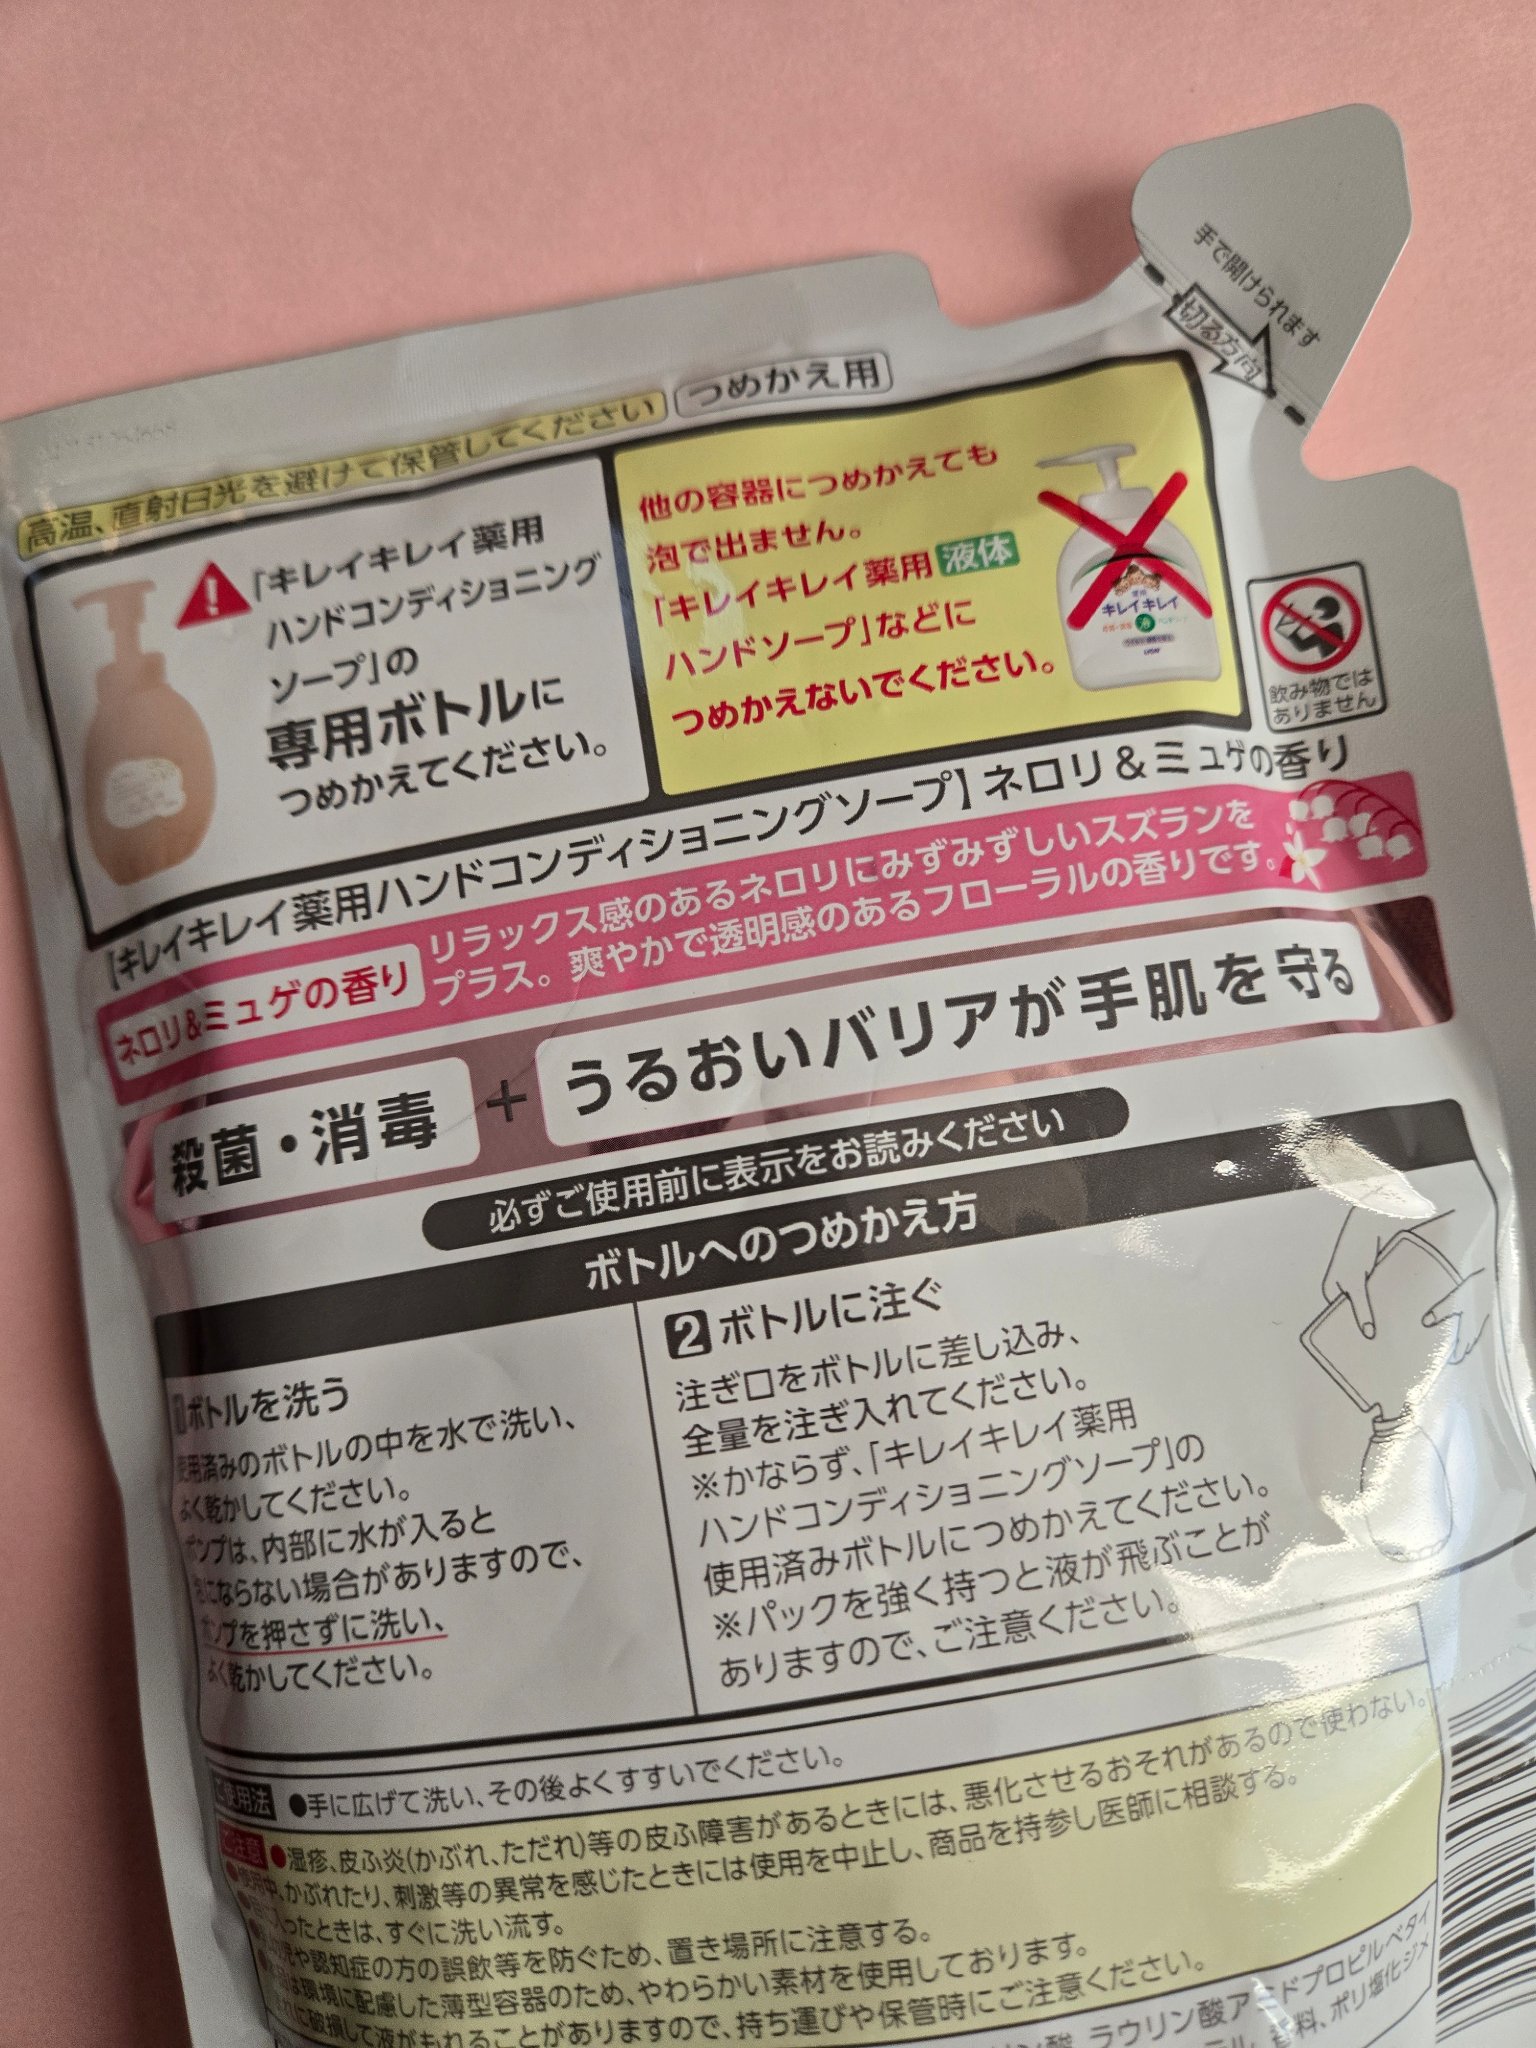 手で開けられます
切る方向
つめかえ用
高温、直射日光を避けて保管してください
「キレイキレイ薬用
ハンドコンディショニング
ソープ」の
専用ボトルに
つめかえてください。
他の容器につめかえても
泡で出ません。
「キレイキレイ薬用 液体
ハンドソープ」などに
つめかえないでください。
キレイキレイ
飲み物では
ありません
【キレイキレイ薬用ハンドコンディショニングソープ】ネロリ&ミュゲの香り
ネロリ&ミュゲの香り
リラックス感のあるネロリにみずみずしいスズランを
プラス。爽やかで透明感のあるフローラルの香りです。
殺菌・消毒 + うるおいバリアが手肌を守る
必ずご使用前に表示をお読みください
ボトルへのつめかえ方
1 ボトルを洗う
使用済みのボトルの中を水で洗い、
よく乾かしてください。
ポンプは、内部に水が入ると
泡にならない場合がありますので、
ポンプを押さずに洗い、
よく乾かしてください。
2 ボトルに注ぐ
注ぎ口をボトルに差し込み、
全量を注ぎ入れてください。
※かならず、「キレイキレイ薬用
ハンドコンディショニングソープ」の
使用済みボトルにつめかえてください。
※パックを強く持つと液が飛ぶことが
ありますので、ご注意ください。
使用法 ●手に広げて洗い、その後よくすすいでください。
ご注意 ●湿疹、皮ふ炎(かぶれ、ただれ)等の皮ふ障害があるときには、悪化させるおそれがあるので使わない。
●使用中、かぶれたり、刺激等の異常を感じたときには使用を中止し、商品を持参し医師に相談する。
入ったときは、すぐに洗い流す。
や認知症の方の誤飲等を防ぐため、置き場所に注意する。
は環境に配慮した薄型容器のため、やわらかい素材を使用しております。
に破損して液がもれることがありますので、持ち運びや保管時にご注意ください。
ラウリン酸アミドプロピルベタイ
香料、ポリ塩化ジメ